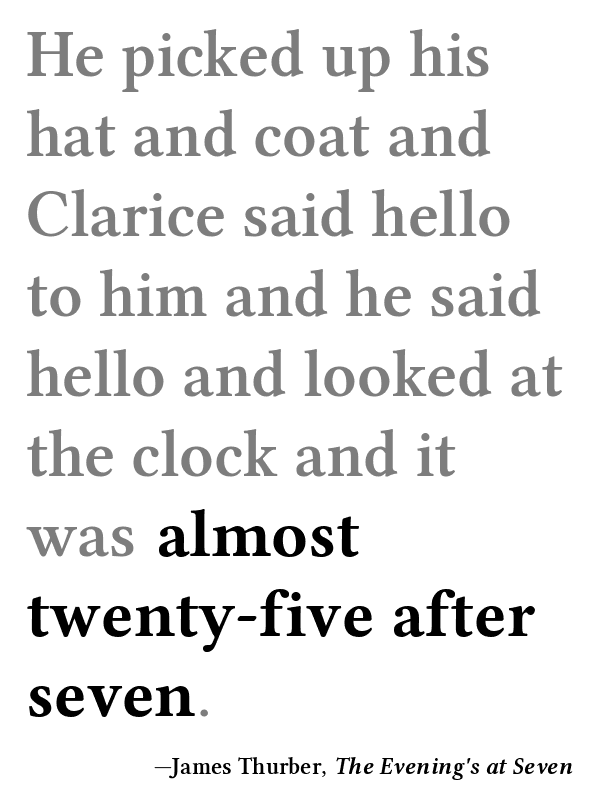 He picked up his
hat and coat and
Clarice said hello
to him and he said
hello and looked at
the clock and it
was almost
twenty-five after
seven.
—James Thurber, The Evening's at Seven